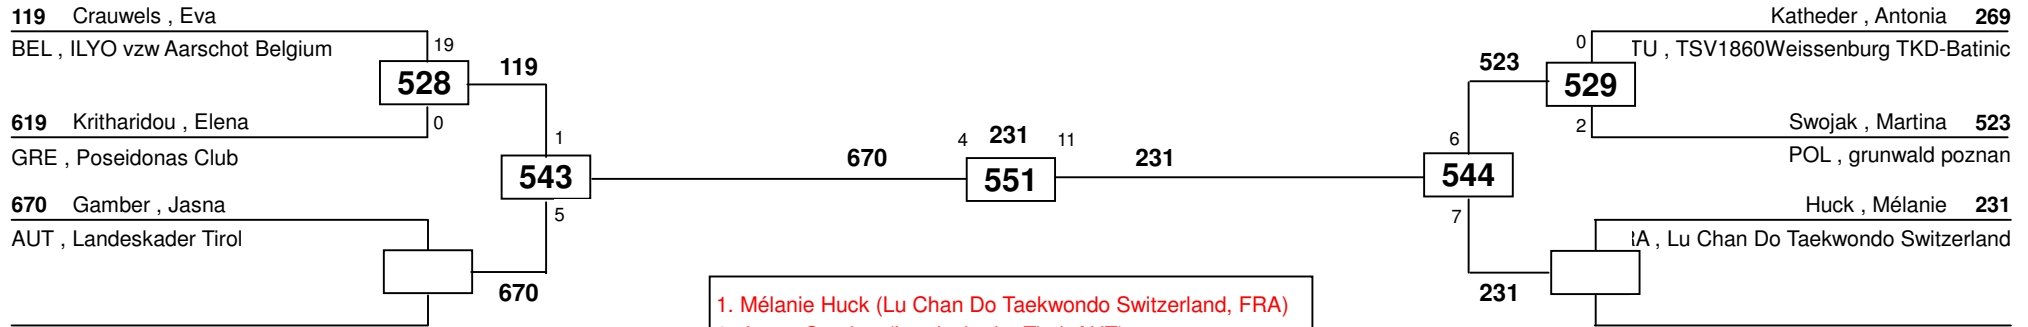 119 Crauwels , Eva
BEL , ILYO vzw Aarschot Belgium
19
528
119
619 Kritharidou , Elena
0
GRE , Poseidonas Club
1
543
5
670 Gamber , Jasna
AUT , Landeskader Tirol
670
670
4 231 11
551
231
Katheder , Antonia 269
0
TU , TSV1860Weissenburg TKD-Batinic
523
529
Swojak , Martina 523
2
POL , grunwald poznan
6
544
7
Huck , Mélanie 231
RA , Lu Chan Do Taekwondo Switzerland
231
1. Mélanie Huck (Lu Chan Do Taekwondo Switzerland, FRA)